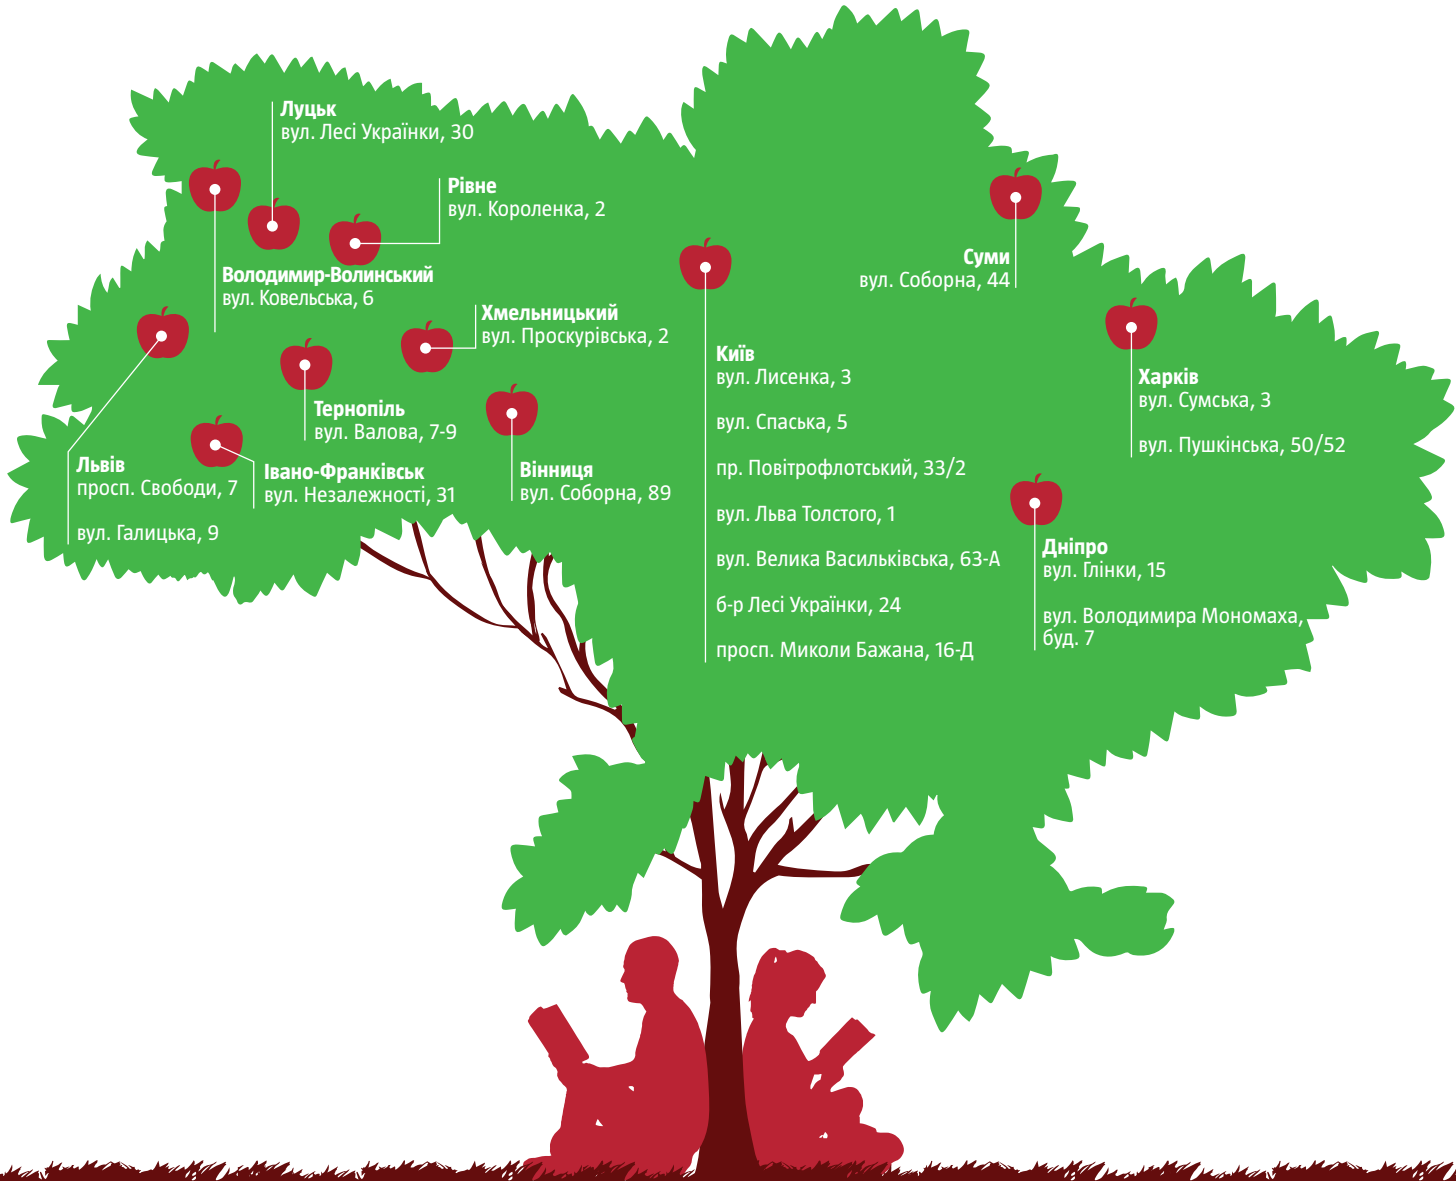 Луцьк
вул. Лесі Українки, 30
Рівне
вул. Короленка, 2
Володимир-Волинський
вул. Ковельська, 6
Хмельницький
вул. Проскурівська, 2
Тернопіль
вул. Валова, 7-9
Львів
просп. Свободи, 7
вул. Галицька, 9
Івано-Франківськ
вул. Незалежності, 31
Вінниця
вул. Соборна, 89
Київ
вул. Лисенка, 3
вул. Спаська, 5
пр. Повітрофлотський, 33/2
вул. Льва Толстого, 1
вул. Велика Васильківська, 63-А
б-р Лесі Українки, 24
просп. Миколи Бажана, 16-Д
Суми
вул. Соборна, 44
Харків
вул. Сумська, 3
вул. Пушкінська, 50/52
Дніпро
вул. Глінки, 15
вул. Володимира Мономаха,
буд. 7